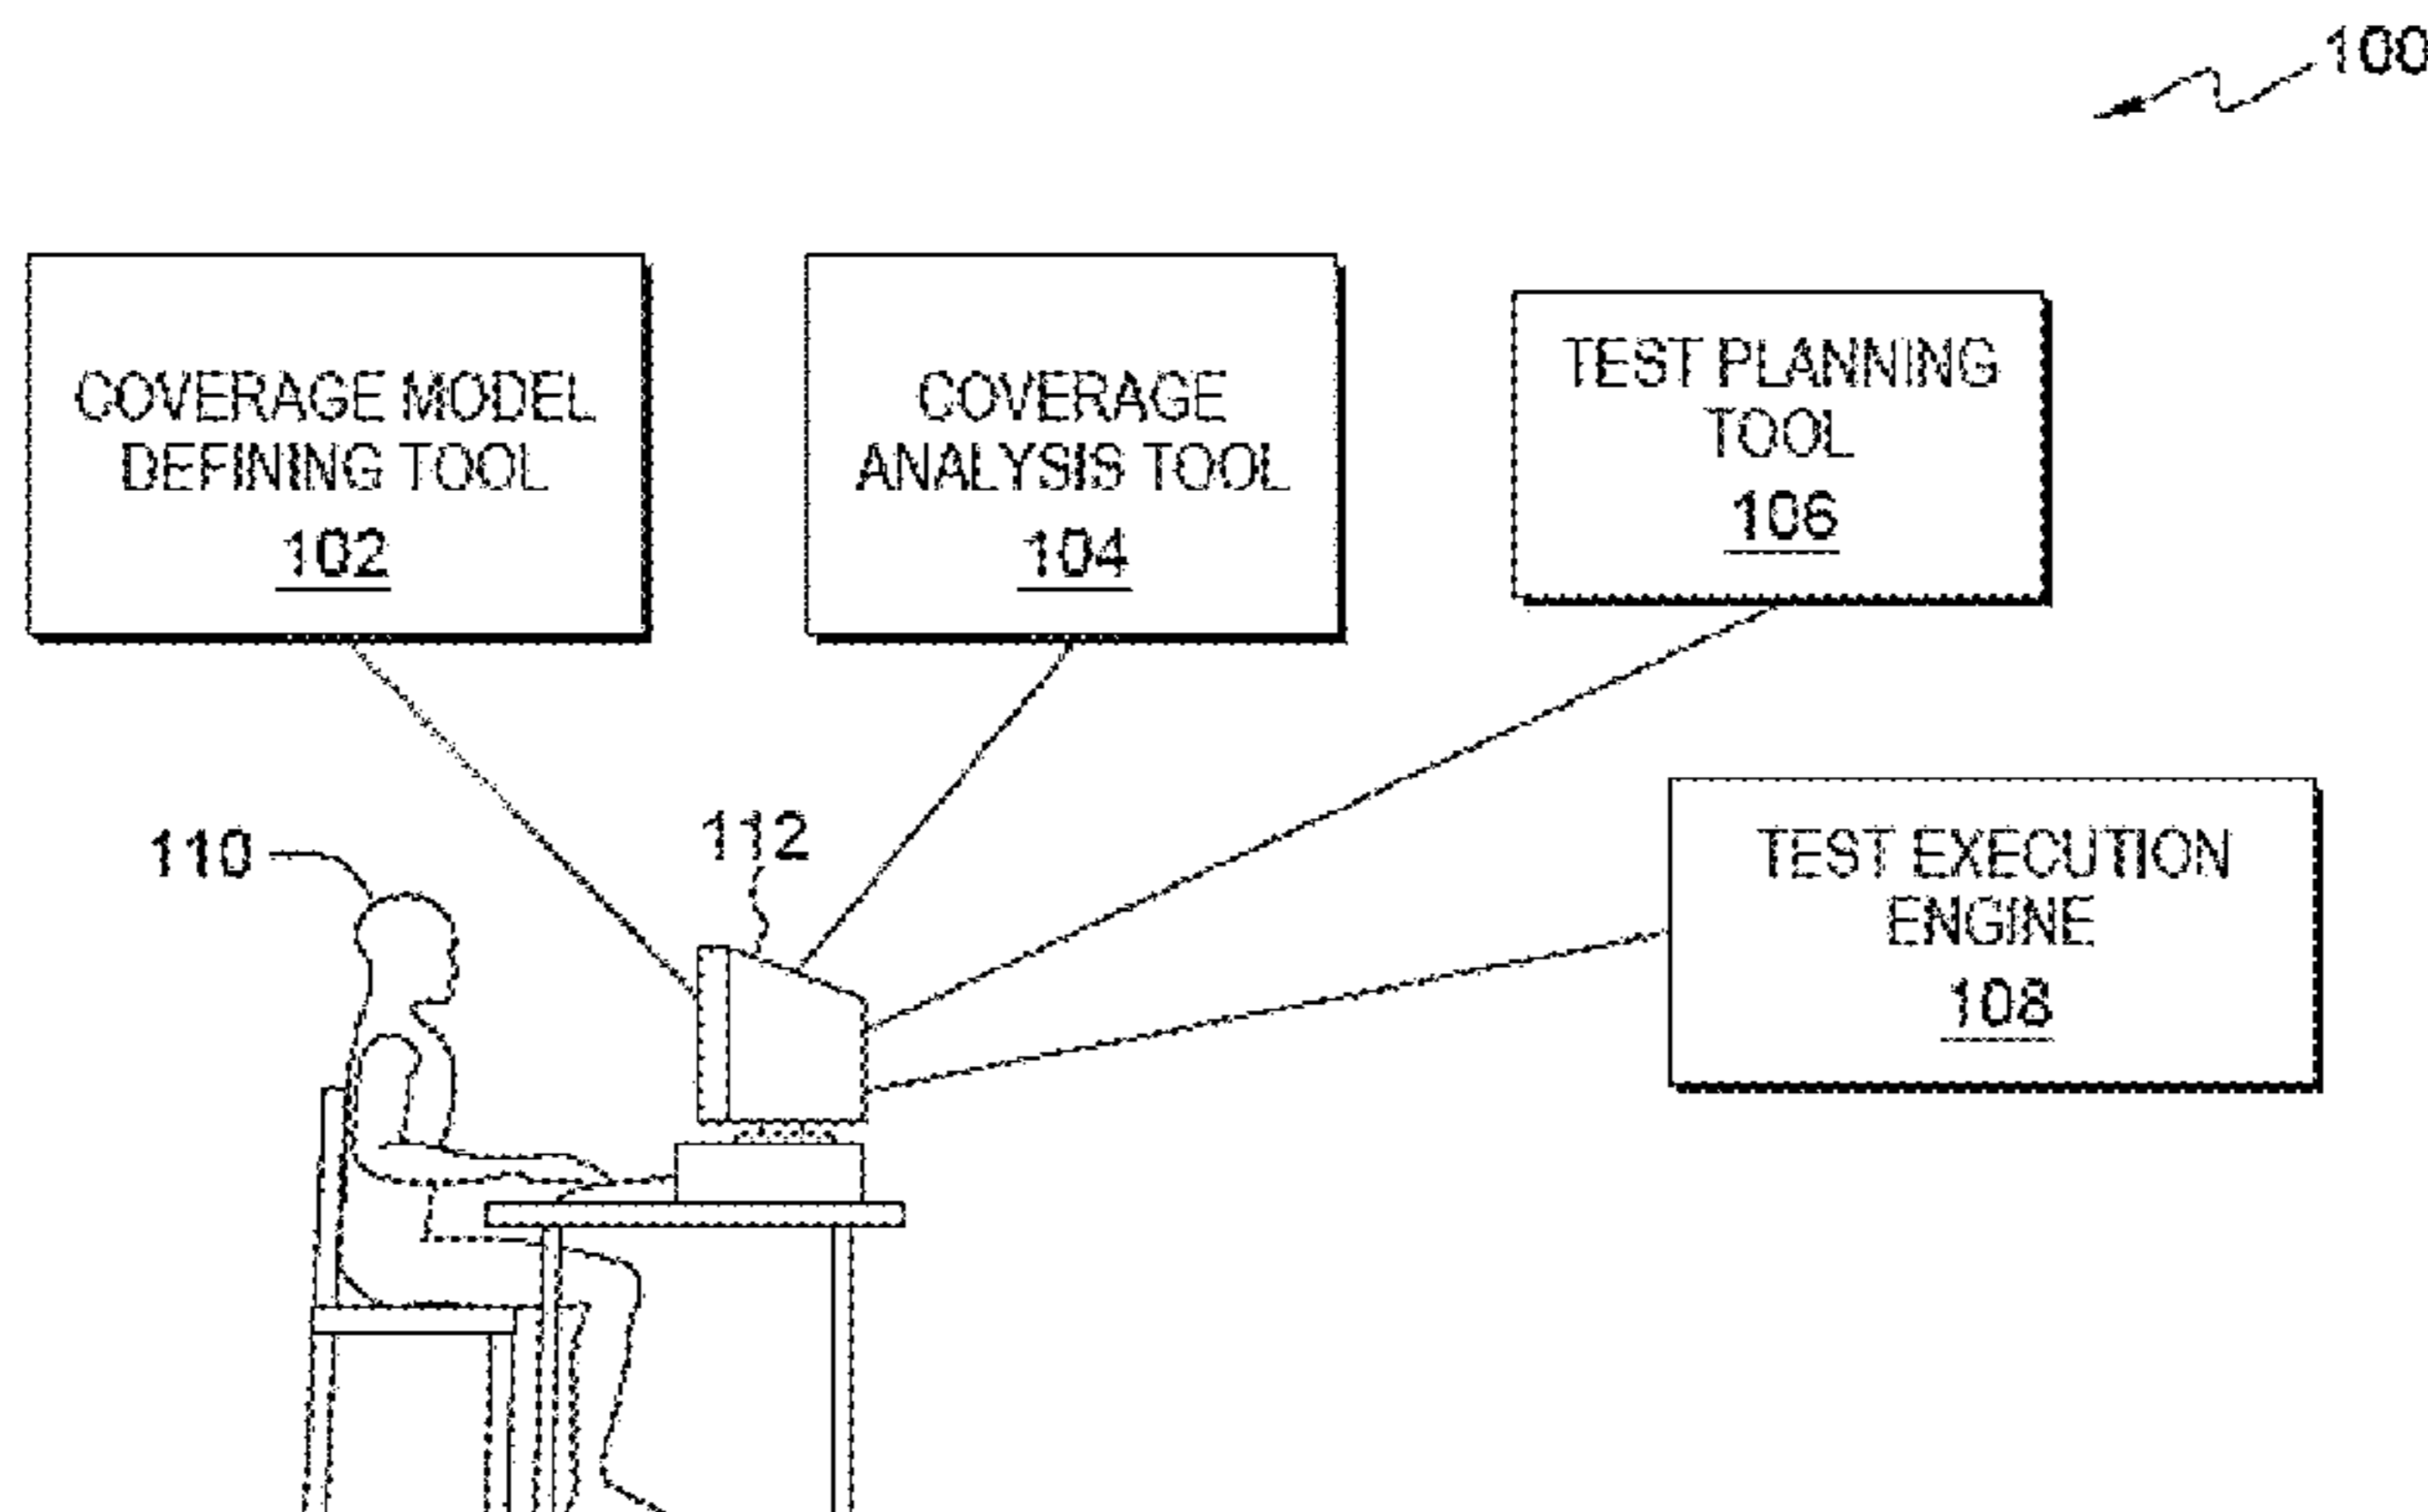 100
COVERAGE MODEL
DEFINING TOOL
102
COVERAGE
ANALYSIS TOOL
104
TEST PLANNING
TOOL
106
110
112
TEST EXECUTION
ENGINE
108